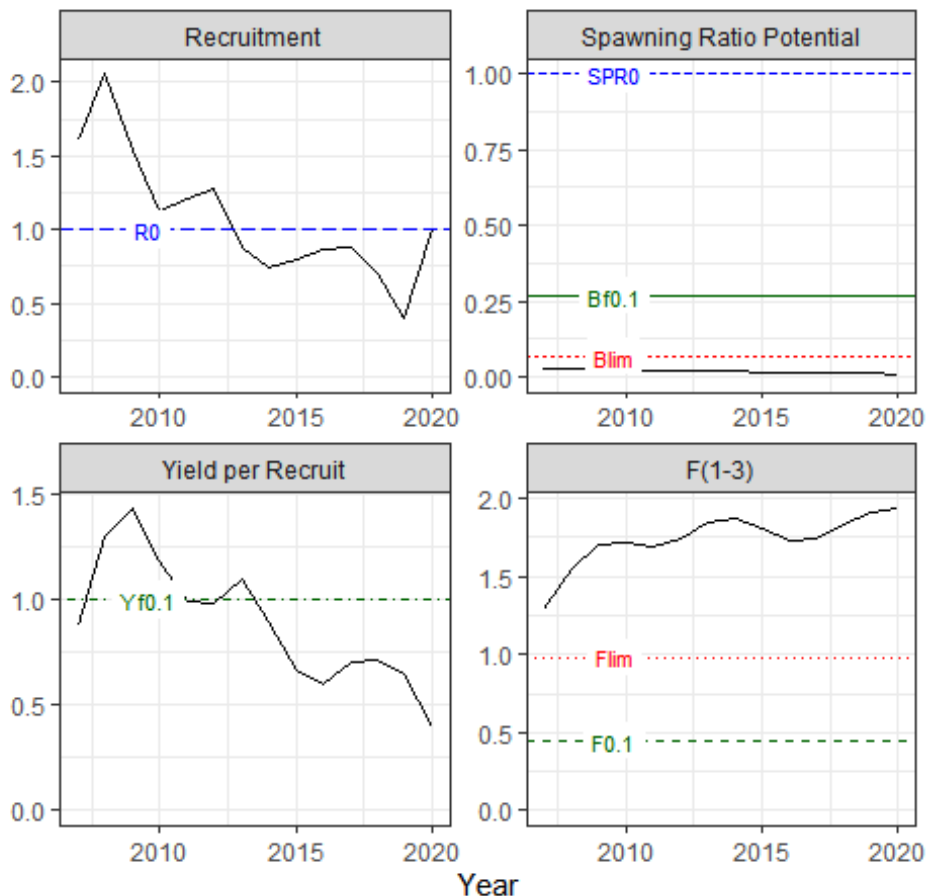 Recruitment
2.0
1.5
1.0
0.5
0.0
R0
2010 2015 2020
Spawning Ratio Potential
1.00
0.75
0.50
0.25
0.00
SPR0
Bf0.1
Blim
2010 2015 2020
Yield per Recruit
1.5
1.0
0.5
0.0
Yf0.1
2010 2015 2020
F(1-3)
2.0
1.5
1.0
0.5
0.0
Flim
F0.1
2010 2015 2020
Year